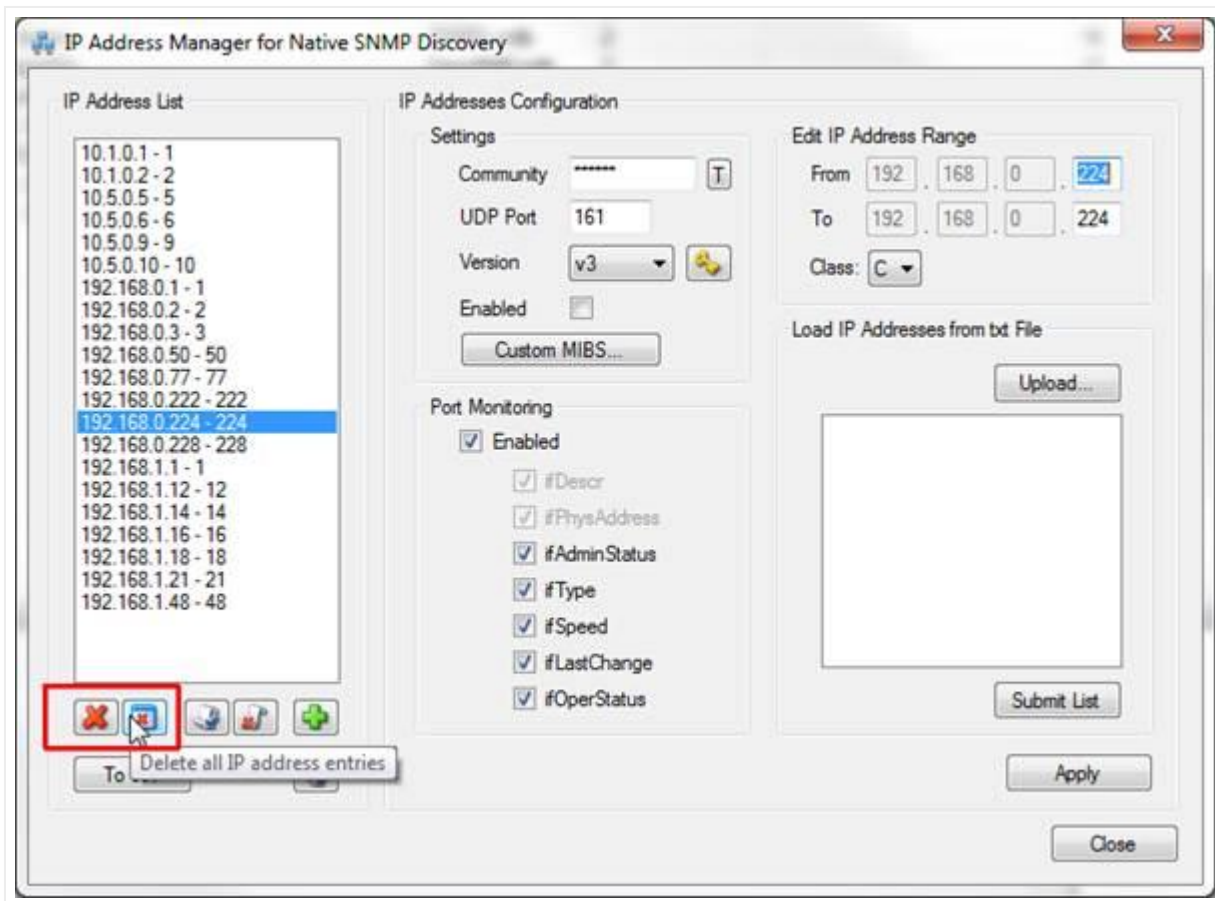 IP Address Manager for Native SNMP Discovery
IP Address List
10.1.0.1 - 1
10.1.0.2 - 2
10.5.0.5 - 5
10.5.0.6 - 6
10.5.0.9 - 9
10.5.0.10 - 10
192.168.0.1 - 1
192.168.0.2 - 2
192.168.0.3 - 3
192.168.0.50 - 50
192.168.0.77 - 77
192.168.0.222 - 222
192.168.0.224 - 224
192.168.0.228 - 228
192.168.1.1 - 1
192.168.1.12 - 12
192.168.1.14 - 14
192.168.1.16 - 16
192.168.1.18 - 18
192.168.1.21 - 21
192.168.1.48 - 48
Delete all IP address entries
To
IP Addresses Configuration
Settings
Community ****** T
UDP Port 161
Version v3
Enabled
Custom MIBS...
Port Monitoring
Enabled
ifDescr
ifPhysAddress
ifAdminStatus
ifType
ifSpeed
ifLastChange
ifOperStatus
Edit IP Address Range
From 192 . 168 . 0 . 224
To 192 . 168 . 0 . 224
Class: C
Load IP Addresses from txt File
Upload...
Submit List
Apply
Close